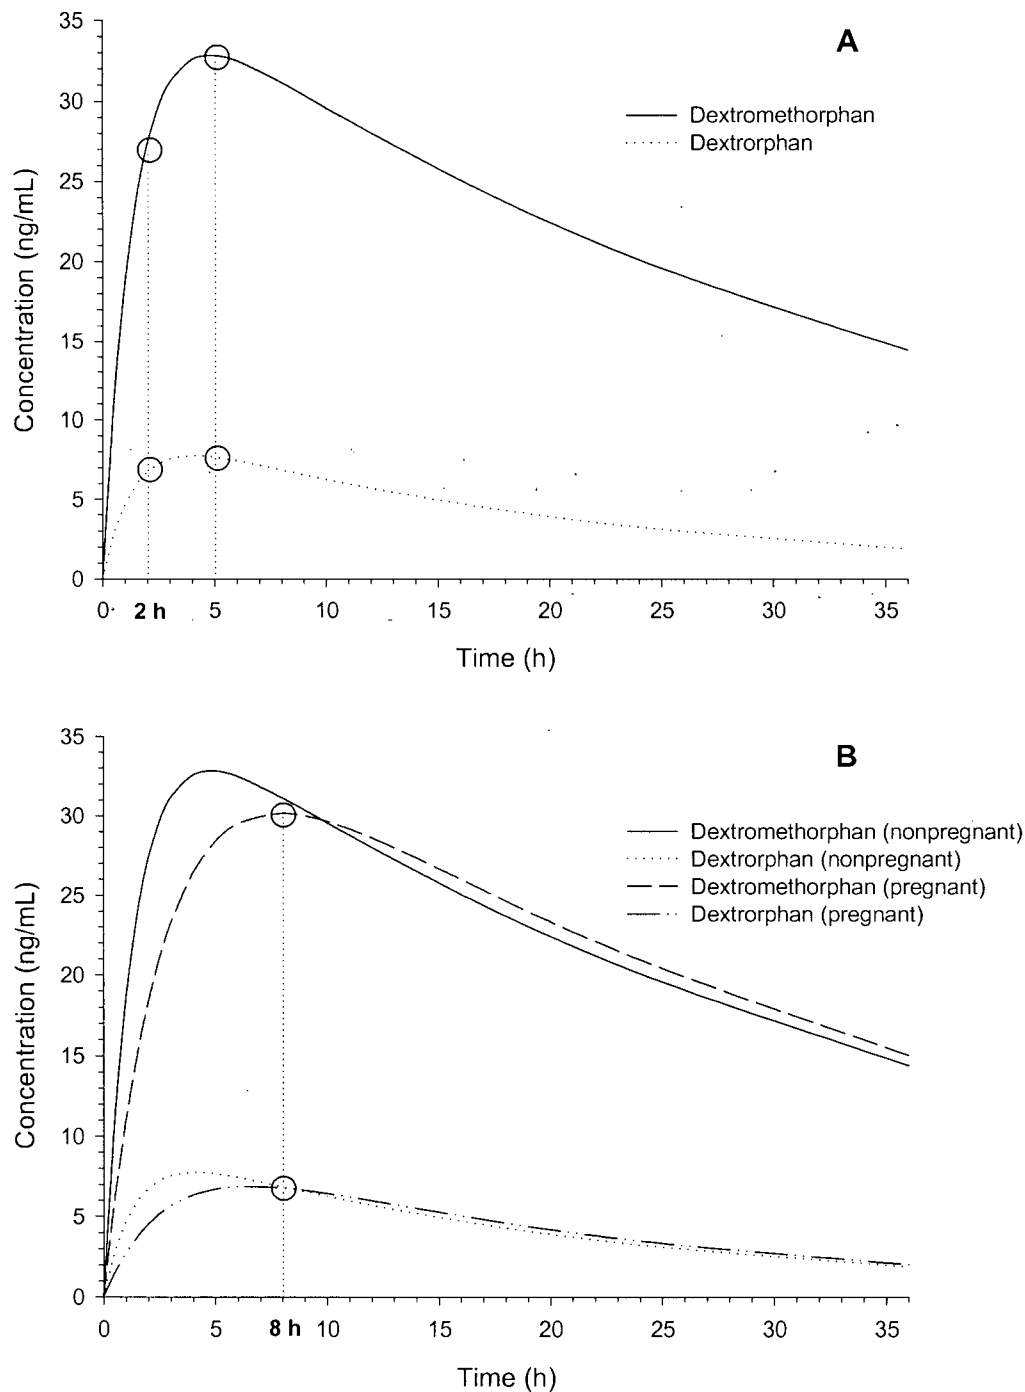 A
35
30
25
20
15
10
5
0
Concentration (ng/mL)
Dextromethorphan
Dextrorphan
0 2 h 5 10 15 20 25 30 35
Time (h)
B
35
30
25
20
15
10
5
0
Concentration (ng/mL)
Dextromethorphan (nonpregnant)
Dextrorphan (nonpregnant)
Dextromethorphan (pregnant)
Dextrorphan (pregnant)
0 5 8 h 10 15 20 25 30 35
Time (h)